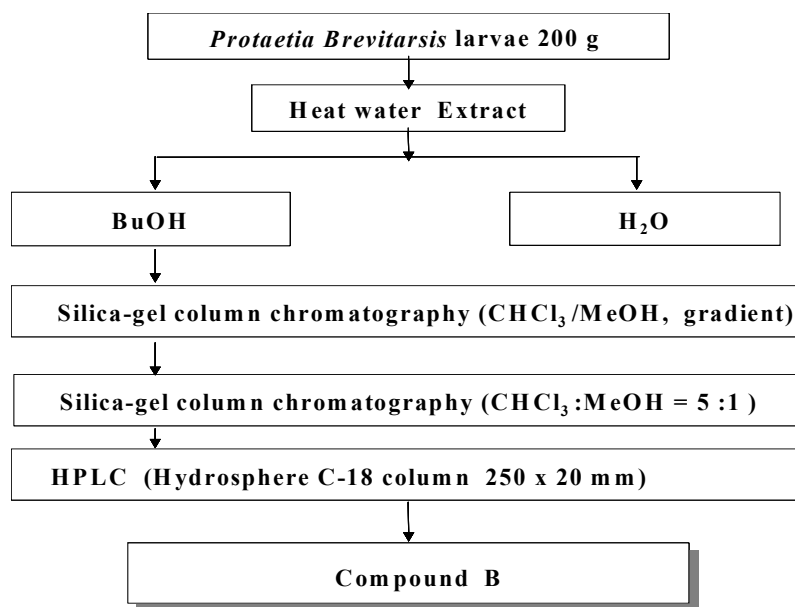 Protaetia Brevitarsis larvae 200 g
Heat water Extract
BuOH
H₂O
Silica-gel column chromatography (CHCl₃/MeOH, gradient)
Silica-gel column chromatography (CHCl₃:MeOH = 5 :1 )
HPLC (Hydrosphere C-18 column 250 x 20 mm)
Compound B